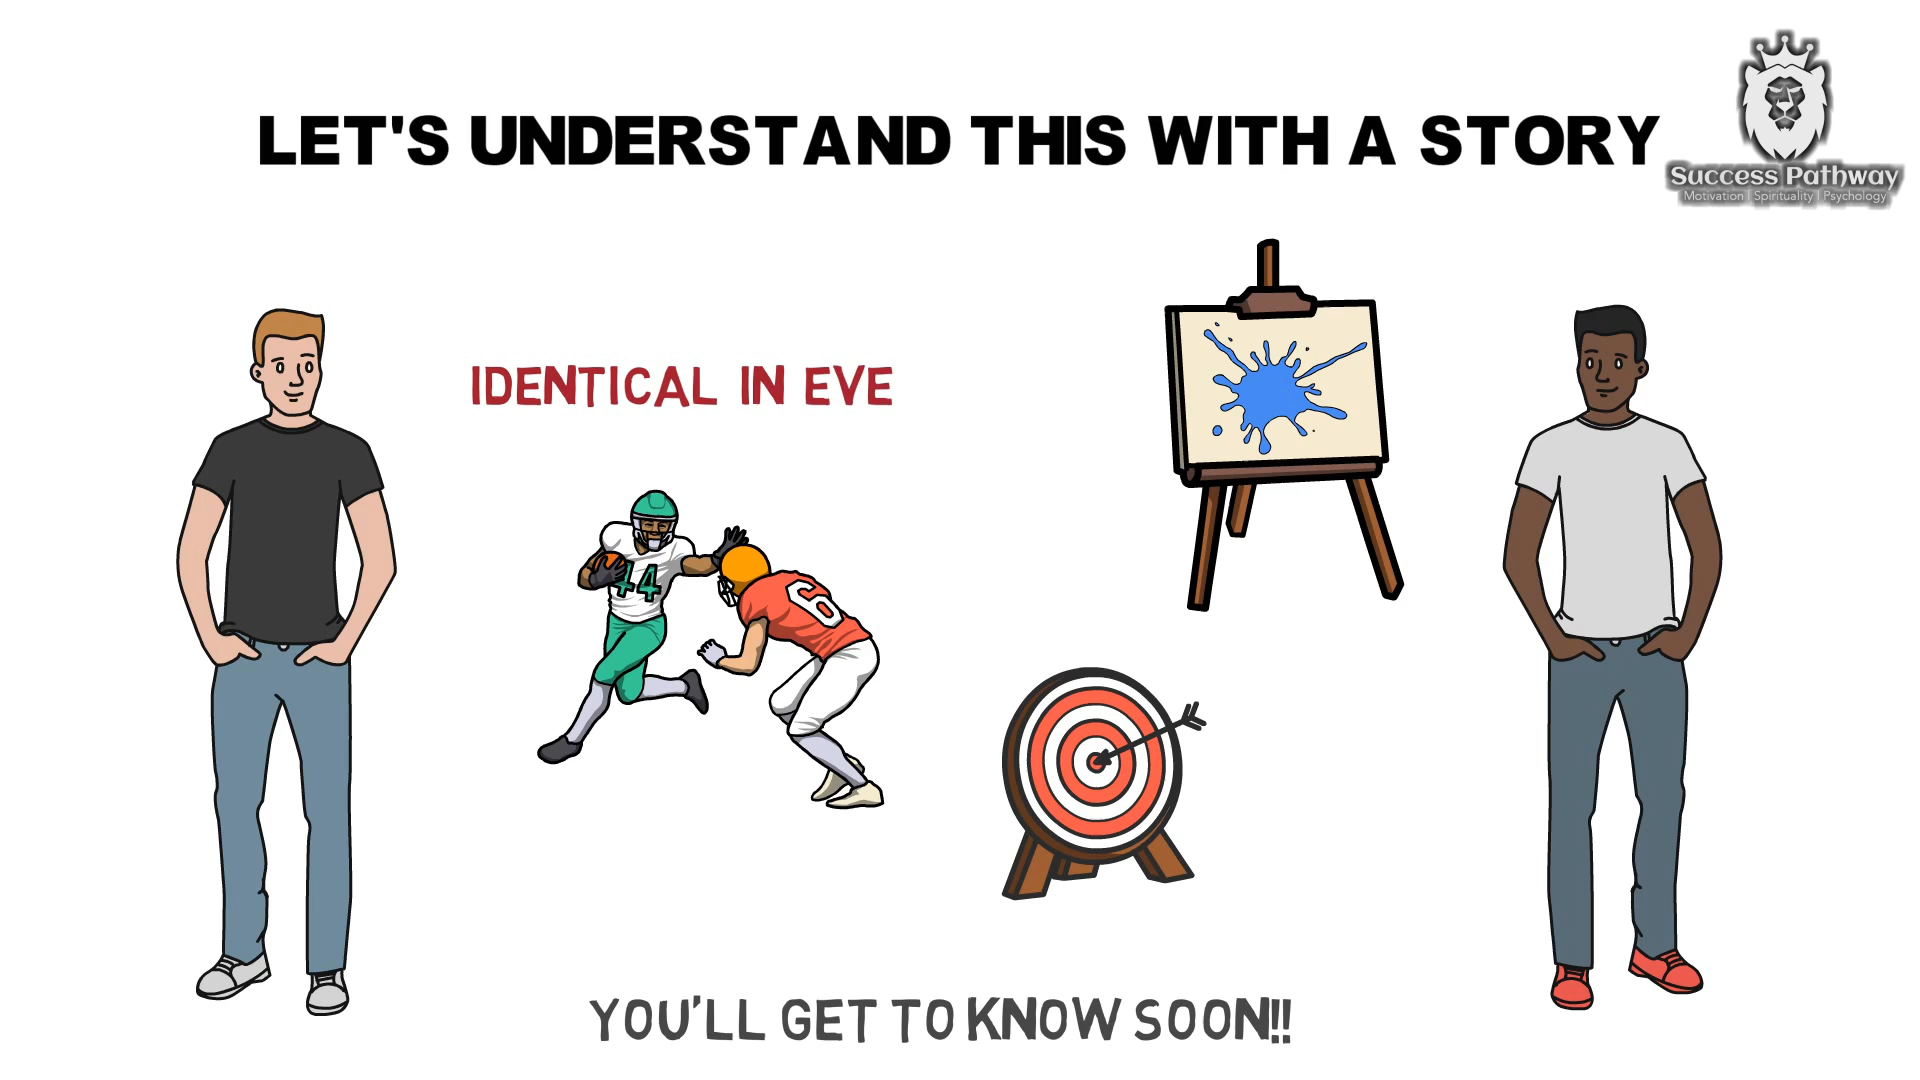 LET'S UNDERSTAND THIS WITH A STORY
Success Pathway
Motivation | Spirituality | Psychology
IDENTICAL IN EVE
44
6
YOU'LL GET TO KNOW SOON!!